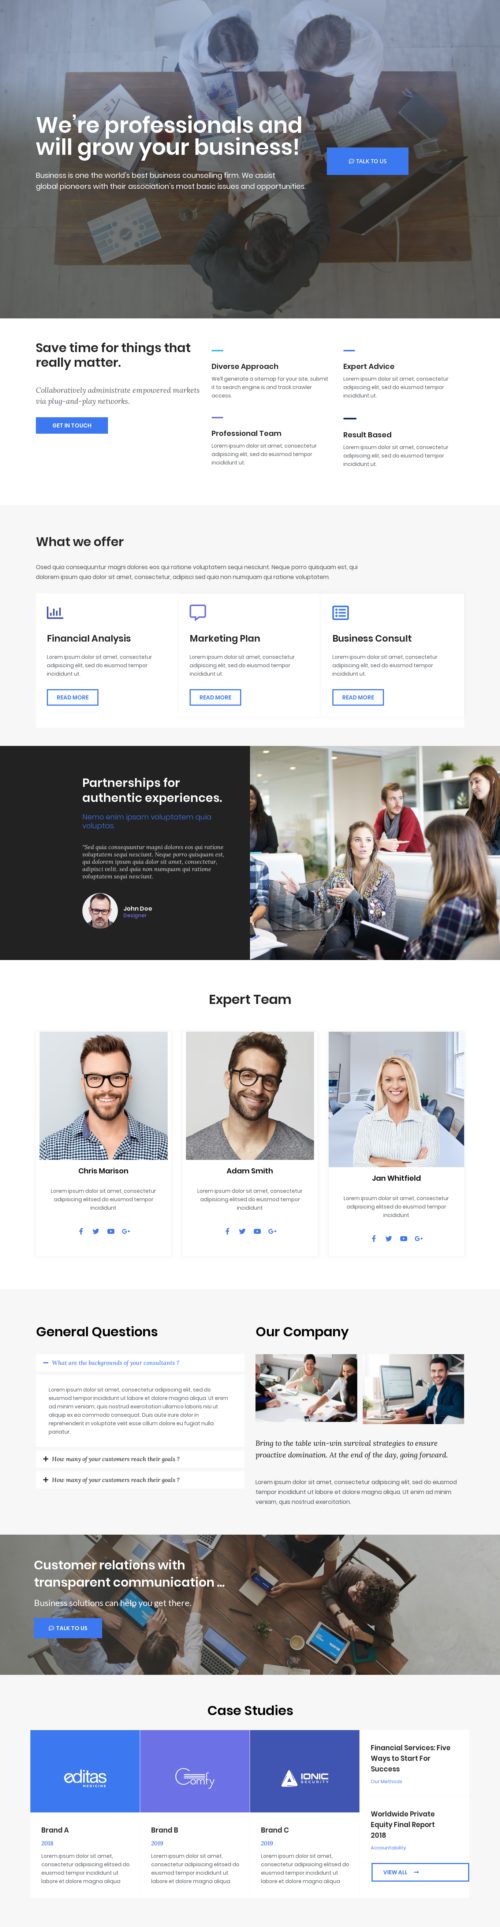 We're professionals and
will grow your business!
Business is one the world's best business counselling firm. We assist
global pioneers with their association's most basic issues and opportunities.
TALK TO US
Save time for things that
really matter.
Collaboratively administrate empowered markets
via plug-and-play networks.
GET IN TOUCH
Diverse Approach
We'll generate a sitemap for your site, submit
it to search engine is and track crawler
access.
Expert Advice
Lorem ipsum dolor sit amet, consectetur
adipiscing elit, sed do eiusmod tempor
incididunt ut.
Professional Team
Lorem ipsum dolor sit amet, consectetur
adipiscing elit, sed do eiusmod tempor
incididunt ut
Result Based
Lorem ipsum dolor sit amet, consectetur
adipiscing elit, sed do eiusmod tempor
incididunt ut.
What we offer
Osed quia consequuntur magni dolores eos qui ratione voluptatem sequi nesciunt. Neque porro quisquam est, qui
dolorem ipsum quia dolor sit amet, consectetur, adipisci sed quia non numquam qui ratione voluptatem
Financial Analysis
Lorem ipsum dolor sit amet, consectetur
adipiscing elit, sed do eiusmod tempor
incididunt ut.
READ MORE
Marketing Plan
Lorem ipsum dolor sit amet, consectetur
adipiscing elit, sed do eiusmod tempor
incididunt ut.
READ MORE
Business Consult
Lorem ipsum dolor sit amet, consectetur
adipiscing elit, sed do eiusmod tempor
incididunt ut.
READ MORE
Partnerships for
authentic experiences.
Nemo enim ipsam voluptatem quia
voluptas
"Sed quia consequuntur magni dolores eos qui ratione
voluptatem sequi nesciunt. Neque porro quisquam est,
qui dolorem ipsum quia dolor sit amet, consectetur,
adipisci velit, sed quia non numquam qui ratione
voluptatem sequi nesciunt.
John Doe
Designer
Expert Team
Chris Marison
Lorem ipsum dolor sit amet, consectetur
adipiscing elitsed do eiusmod tempor
incididunt
Adam Smith
Lorem ipsum dolor sit amet, consectetur
adipiscing elitsed do eiusmod tempor
incididunt
Jan Whitfield
Lorem ipsum dolor sit amet, consectetur
adipiscing elitsed do eiusmod tempor
incididunt
General Questions
What are the backgrounds of your consultants ?
Lorem ipsum dolor sit amet, consectetur adipiscing elit, sed do
eiusmod tempor incididunt ut labore et dolore magna aliqua. Ut enim
ad minim veniam, quis nostrud exercitation ullamco laboris nisi ut
aliquip ex ea commodo consequat. Duis aute irure dolor in
reprehenderit in voluptate velit esse cillum dolore eu fugiat nulla
pariatur.
How many of your customers reach their goals ?
How many of your customers reach their goals ?
Our Company
Bring to the table win-win survival strategies to ensure
proactive domination. At the end of the day, going forward.
Lorem ipsum dolor sit amet, consectetur adipiscing elit, sed do eiusmod
tempor incididunt ut labore et dolore magna aliqua. Ut enim ad minim
veniam, quis nostrud exercitation.
Customer relations with
transparent communication ...
Business solutions can help you get there.
TALK TO US
Case Studies
editas
MEDICINE
Comfy
IONIC
SECURITY
Brand A
2018
Lorem ipsum dolor sit amet,
consectetur adipiscing elit, sed do
eiusmod tempor incididunt ut
labore et dolore magna aliqua
Brand B
2019
Lorem ipsum dolor sit amet,
consectetur adipiscing elit, sed do
eiusmod tempor incididunt ut
labore et dolore magna aliqua
Brand C
2019
Lorem ipsum dolor sit amet,
consectetur adipiscing elit, sed do
eiusmod tempor incididunt ut
labore et dolore magna aliqua
Financial Services: Five
Ways to Start For
Success
Our Methods
Worldwide Private
Equity Final Report
2018
Accountability
VIEW ALL